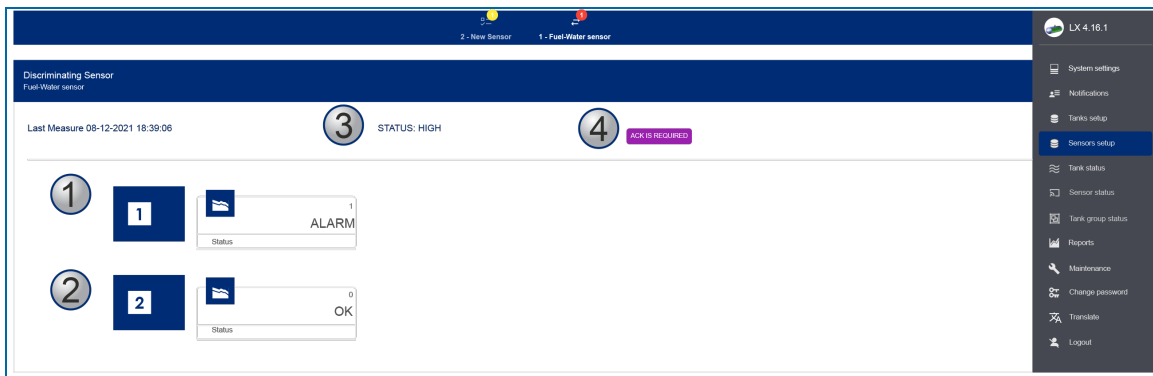 1
1
2 - New Sensor
1 - Fuel-Water sensor
LX 4.16.1
Discriminating Sensor
Fuel-Water sensor
Last Measure 08-12-2021 18:39:06
3
STATUS: HIGH
4
ACK IS REQUIRED
1
1
1
ALARM
Status
2
2
0
OK
Status
System settings
Notifications
Tanks setup
Sensors setup
Tank status
Sensor status
Tank group status
Reports
Maintenance
Change password
Translate
Logout